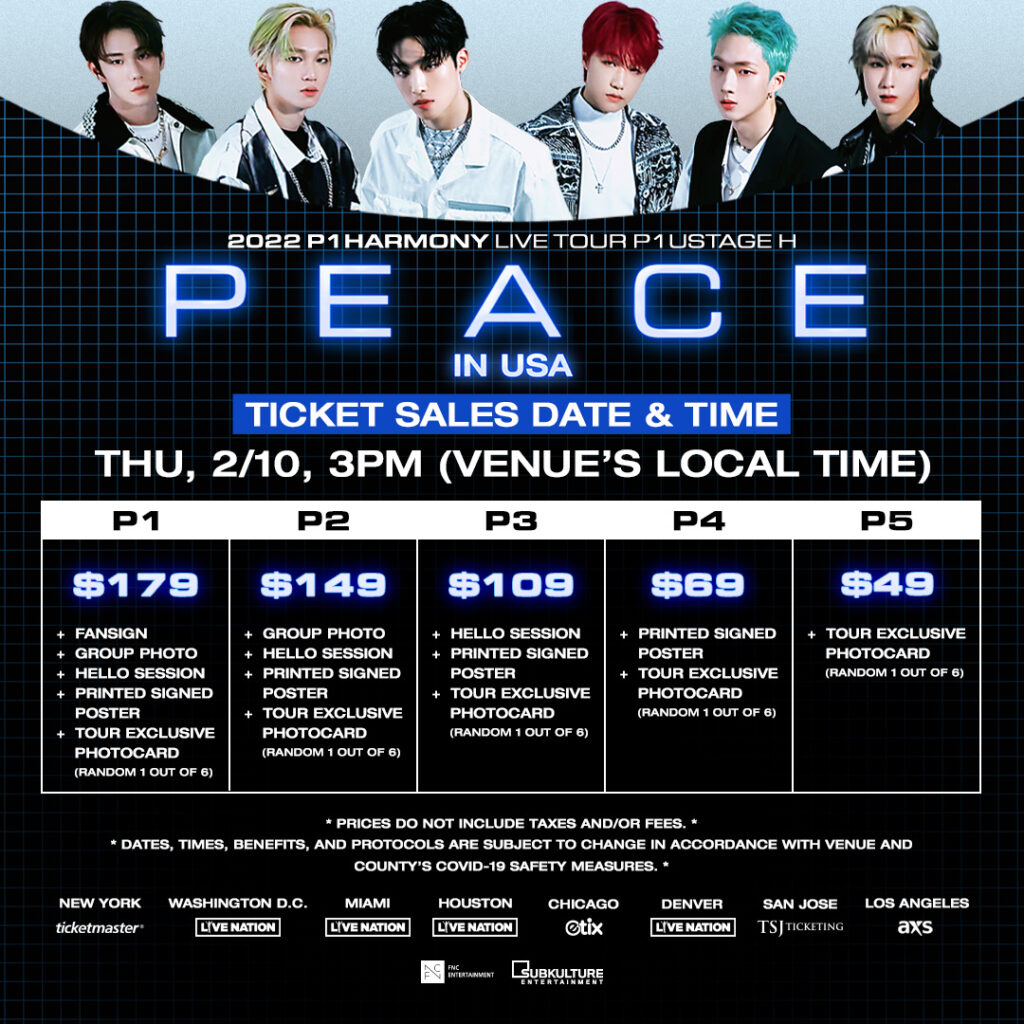 2022 P1HARMONY LIVE TOUR P1USTAGE H
PEACE
IN USA
TICKET SALES DATE & TIME
THU, 2/10, 3PM (VENUE'S LOCAL TIME)
P1
$179
+ FANSIGN
+ GROUP PHOTO
+ HELLO SESSION
+ PRINTED SIGNED
POSTER
+ TOUR EXCLUSIVE
PHOTOCARD
(RANDOM 1 OUT OF 6)
P2
$149
+ GROUP PHOTO
+ HELLO SESSION
+ PRINTED SIGNED
POSTER
+ TOUR EXCLUSIVE
PHOTOCARD
(RANDOM 1 OUT OF 6)
P3
$109
+ HELLO SESSION
+ PRINTED SIGNED
POSTER
+ TOUR EXCLUSIVE
PHOTOCARD
(RANDOM 1 OUT OF 6)
P4
$69
+ PRINTED SIGNED
POSTER
+ TOUR EXCLUSIVE
PHOTOCARD
(RANDOM 1 OUT OF 6)
P5
$49
+ TOUR EXCLUSIVE
PHOTOCARD
(RANDOM 1 OUT OF 6)
* PRICES DO NOT INCLUDE TAXES AND/OR FEES. *
* DATES, TIMES, BENEFITS, AND PROTOCOLS ARE SUBJECT TO CHANGE IN ACCORDANCE WITH VENUE AND
COUNTY'S COVID-19 SAFETY MEASURES. *
NEW YORK
ticketmaster®
WASHINGTON D.C.
LIVE NATION
MIAMI
LIVE NATION
HOUSTON
LIVE NATION
CHICAGO
etix
DENVER
LIVE NATION
SAN JOSE
TSJ TICKETING
LOS ANGELES
axs
FNC
ENTERTAINMENT
SUBKULTURE
ENTERTAINMENT